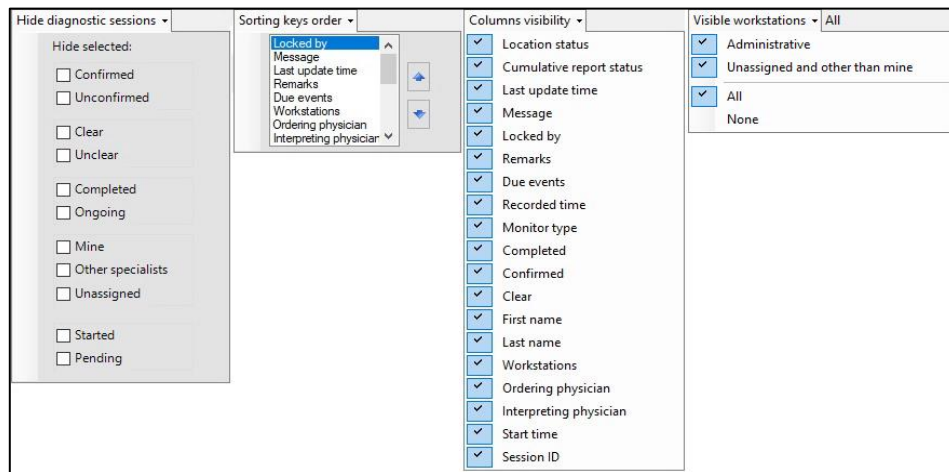 Hide diagnostic sessions
Hide selected:
Confirmed
Unconfirmed
Clear
Unclear
Completed
Ongoing
Mine
Other specialists
Unassigned
Started
Pending
Sorting keys order
Locked by
Message
Last update time
Remarks
Due events
Workstations
Ordering physician
Interpreting physician
Columns visibility
Location status
Cumulative report status
Last update time
Message
Locked by
Remarks
Due events
Recorded time
Monitor type
Completed
Confirmed
Clear
First name
Last name
Workstations
Ordering physician
Interpreting physician
Start time
Session ID
Visible workstations All
Administrative
Unassigned and other than mine
All
None